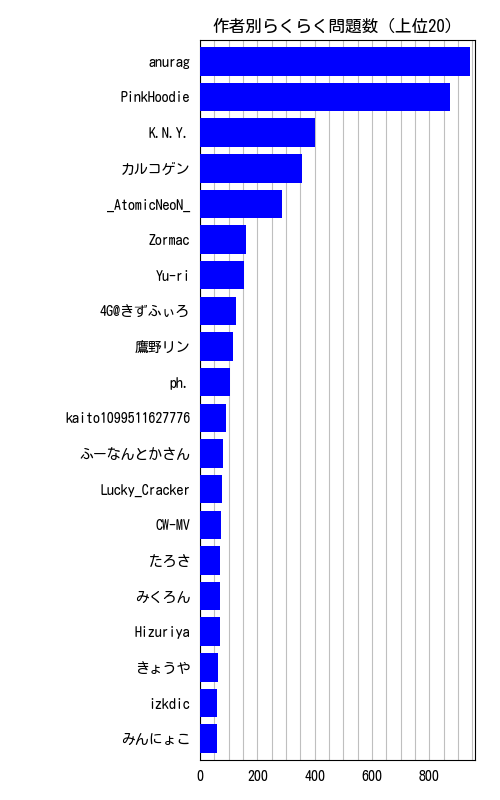 作者別らくらく問題数（上位20）
anurag
PinkHoodie
K.N.Y.
カルコゲン
_AtomicNeoN_
Zormac
Yu-ri
4G@きずふぃろ
鷹野リン
ph.
kaito1099511627776
ふーなんとかさん
Lucky_Cracker
CW-MV
たろさ
みくろん
Hizuriya
きょうや
izkdic
みんにょこ
0 200 400 600 800